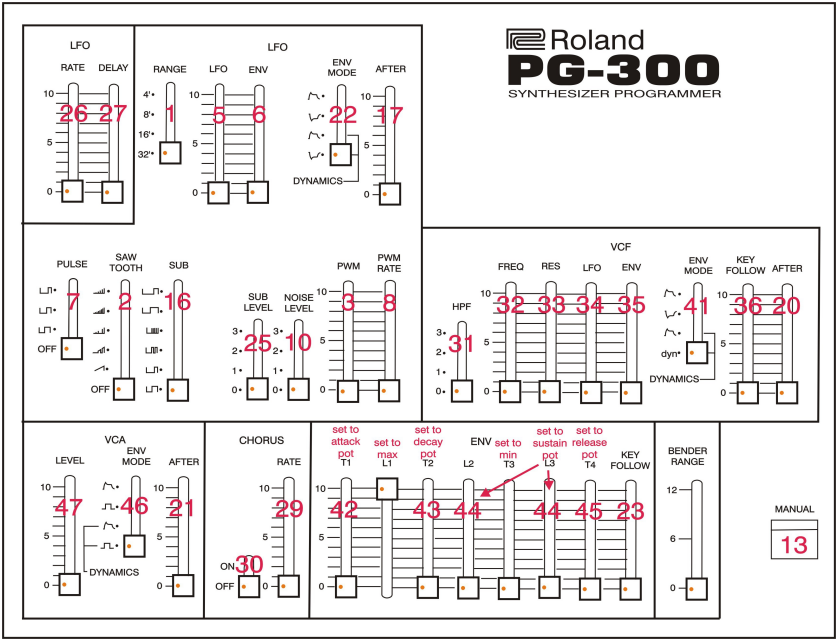 Roland
PG-300
SYNTHESIZER PROGRAMMER
LFO
RATE DELAY
10
5
0
26 27
LFO
RANGE LFO ENV ENV MODE AFTER
4'
8'
16'
32'
10
5
0
10
5
0
DYNAMICS
1 5 6 22 17
PULSE SAW TOOTH SUB
OFF
OFF
7 2 16
SUB LEVEL NOISE LEVEL
3
2
1
0
3
2
1
0
25 10
PWM PWM RATE
10
5
0
3 8
VCF
HPF FREQ RES LFO ENV ENV MODE KEY FOLLOW AFTER
3
2
1
0
10
5
0
dyn
DYNAMICS
10
5
0
31 32 33 34 35 41 36 20
VCA
LEVEL ENV MODE AFTER
10
5
0
DYNAMICS
10
5
0
47 46 21
CHORUS
RATE
10
5
0
ON
OFF
30 29
ENV
set to attack pot
set to max
set to decay pot
set to min
set to sustain pot
set to release pot
T1 L1 T2 L2 T3 L3 T4 KEY FOLLOW
10
5
0
42 43 44 44 45 23
BENDER RANGE
12
6
0
MANUAL
13